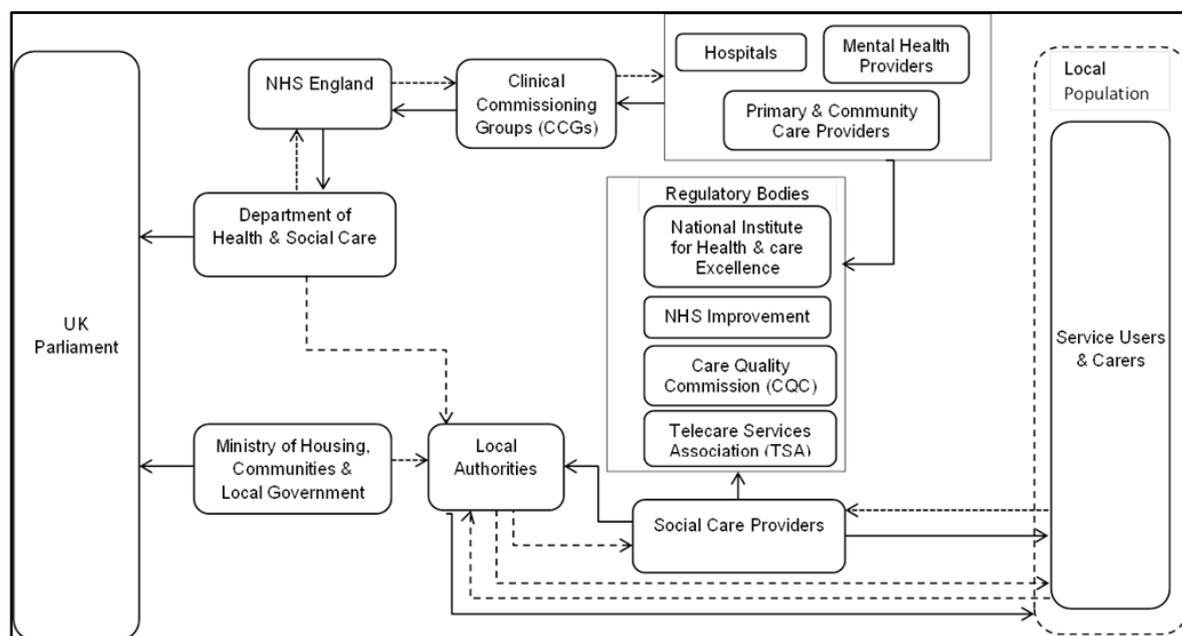 Hospitals
Mental Health
Providers
Primary & Community
Care Providers
Clinical
Commissioning
Groups (CCGs)
NHS England
Local
Population
Regulatory Bodies
National Institute
for Health & care
Excellence
NHS Improvement
Care Quality
Commission (CQC)
Telecare Services
Association (TSA)
Department of
Health & Social Care
UK
Parliament
Service Users
& Carers
Ministry of Housing,
Communities &
Local Government
Local
Authorities
Social Care Providers